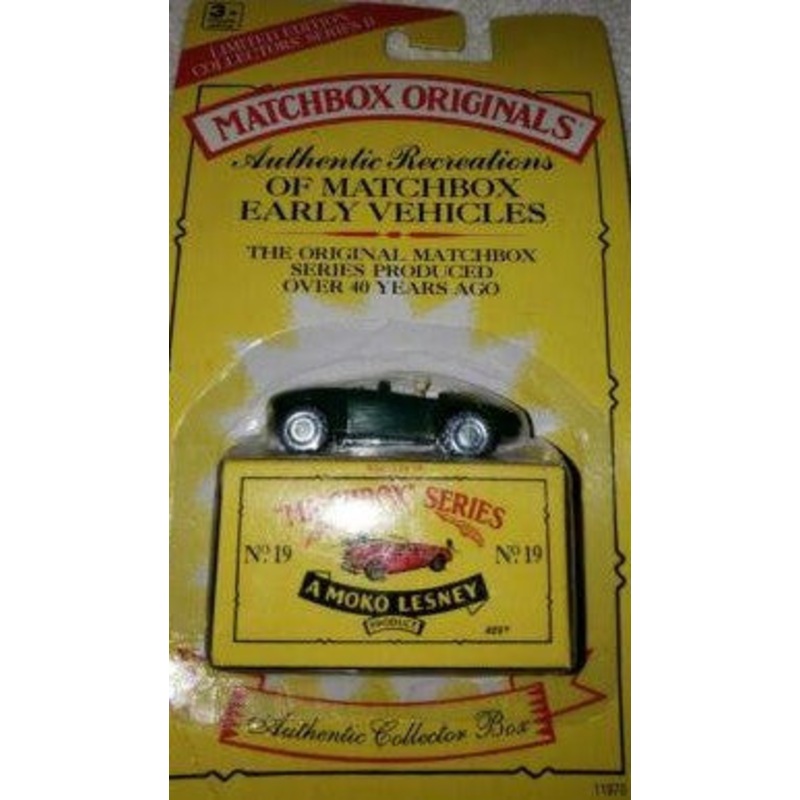 3+
LIMITED EDITION
COLLECTORS' SERIES II
MATCHBOX ORIGINALS
Authentic Recreations
OF MATCHBOX
EARLY VEHICLES
THE ORIGINAL MATCHBOX
SERIES PRODUCED
OVER 40 YEARS AGO
"MATCHBOX" SERIES
No. 19 No. 19
A MOKO LESNEY
PRODUCT
Authentic Collector Box